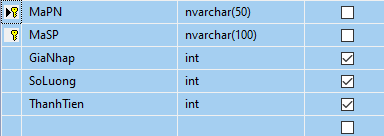 MaPN nvarchar(50)
MaSP nvarchar(100)
GiaNhap int
SoLuong int
ThanhTien int